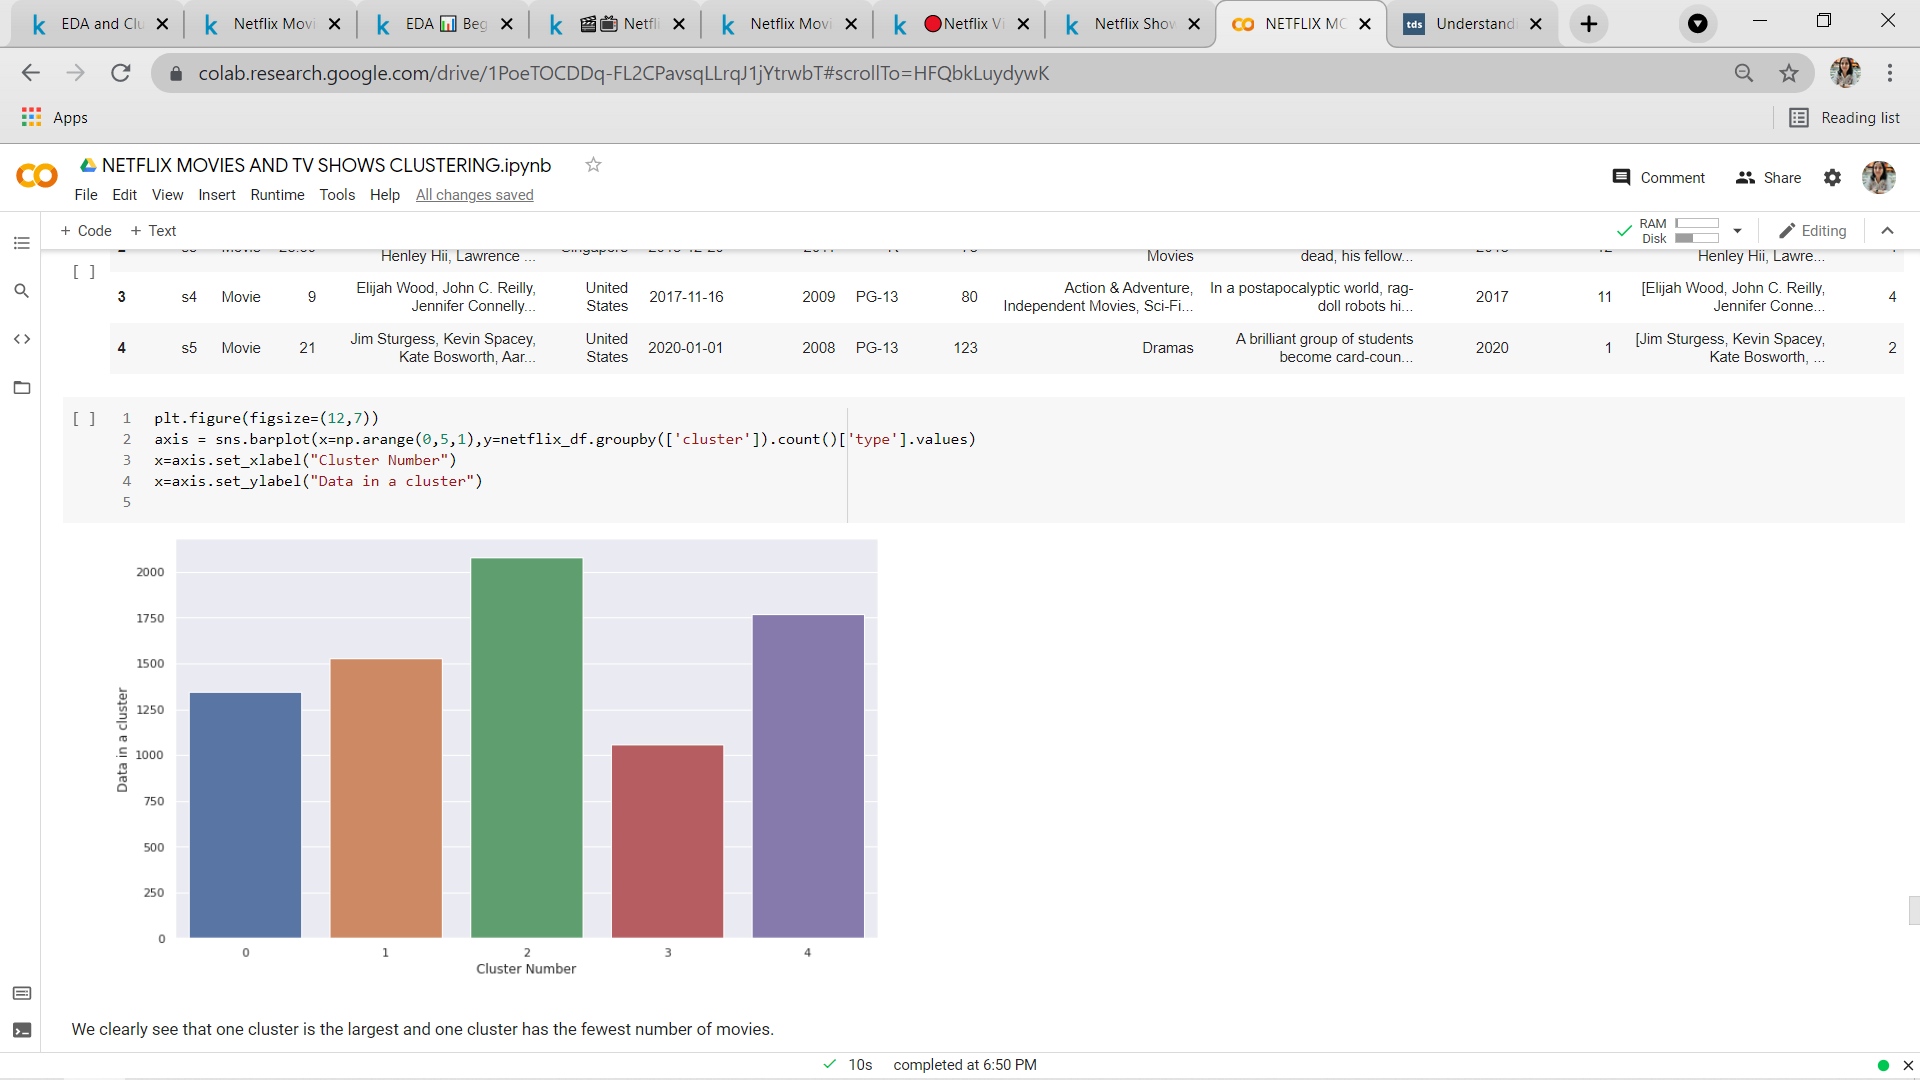 EDA and Clu
Netflix Movi
EDA 📊 Beg
🎬📺 Netfli
Netflix Movi
🔴Netflix Vi
Netflix Show
NETFLIX MO
tds Understand
colab.research.google.com/drive/1PoeTOCDDq-FL2CPavsqLLrqJ1jYtrwbT#scrollTo=HFQbkLuydywK
Apps
Reading list
NETFLIX MOVIES AND TV SHOWS CLUSTERING.ipynb
Comment Share
File Edit View Insert Runtime Tools Help All changes saved
+ Code + Text
RAM
Disk
Editing
Henley Hii, Lawrence ... Movies dead, his fellow... Henley Hii, Lawre...
[ ]
3 s4 Movie 9 Elijah Wood, John C. Reilly, Jennifer Connelly... United States 2017-11-16 2009 PG-13 80 Action & Adventure, Independent Movies, Sci-Fi... In a postapocalyptic world, rag-doll robots hi... 2017 11 [Elijah Wood, John C. Reilly, Jennifer Conne... 4
4 s5 Movie 21 Jim Sturgess, Kevin Spacey, Kate Bosworth, Aar... United States 2020-01-01 2008 PG-13 123 Dramas A brilliant group of students become card-coun... 2020 1 [Jim Sturgess, Kevin Spacey, Kate Bosworth, ... 2
[ ] 1 plt.figure(figsize=(12,7))
2 axis = sns.barplot(x=np.arange(0,5,1),y=netflix_df.groupby(['cluster']).count()['type'].values)
3 x=axis.set_xlabel("Cluster Number")
4 x=axis.set_ylabel("Data in a cluster")
5
2000
1750
1500
1250
1000
750
500
250
0
Data in a cluster
0 1 2 3 4
Cluster Number
We clearly see that one cluster is the largest and one cluster has the fewest number of movies.
10s completed at 6:50 PM